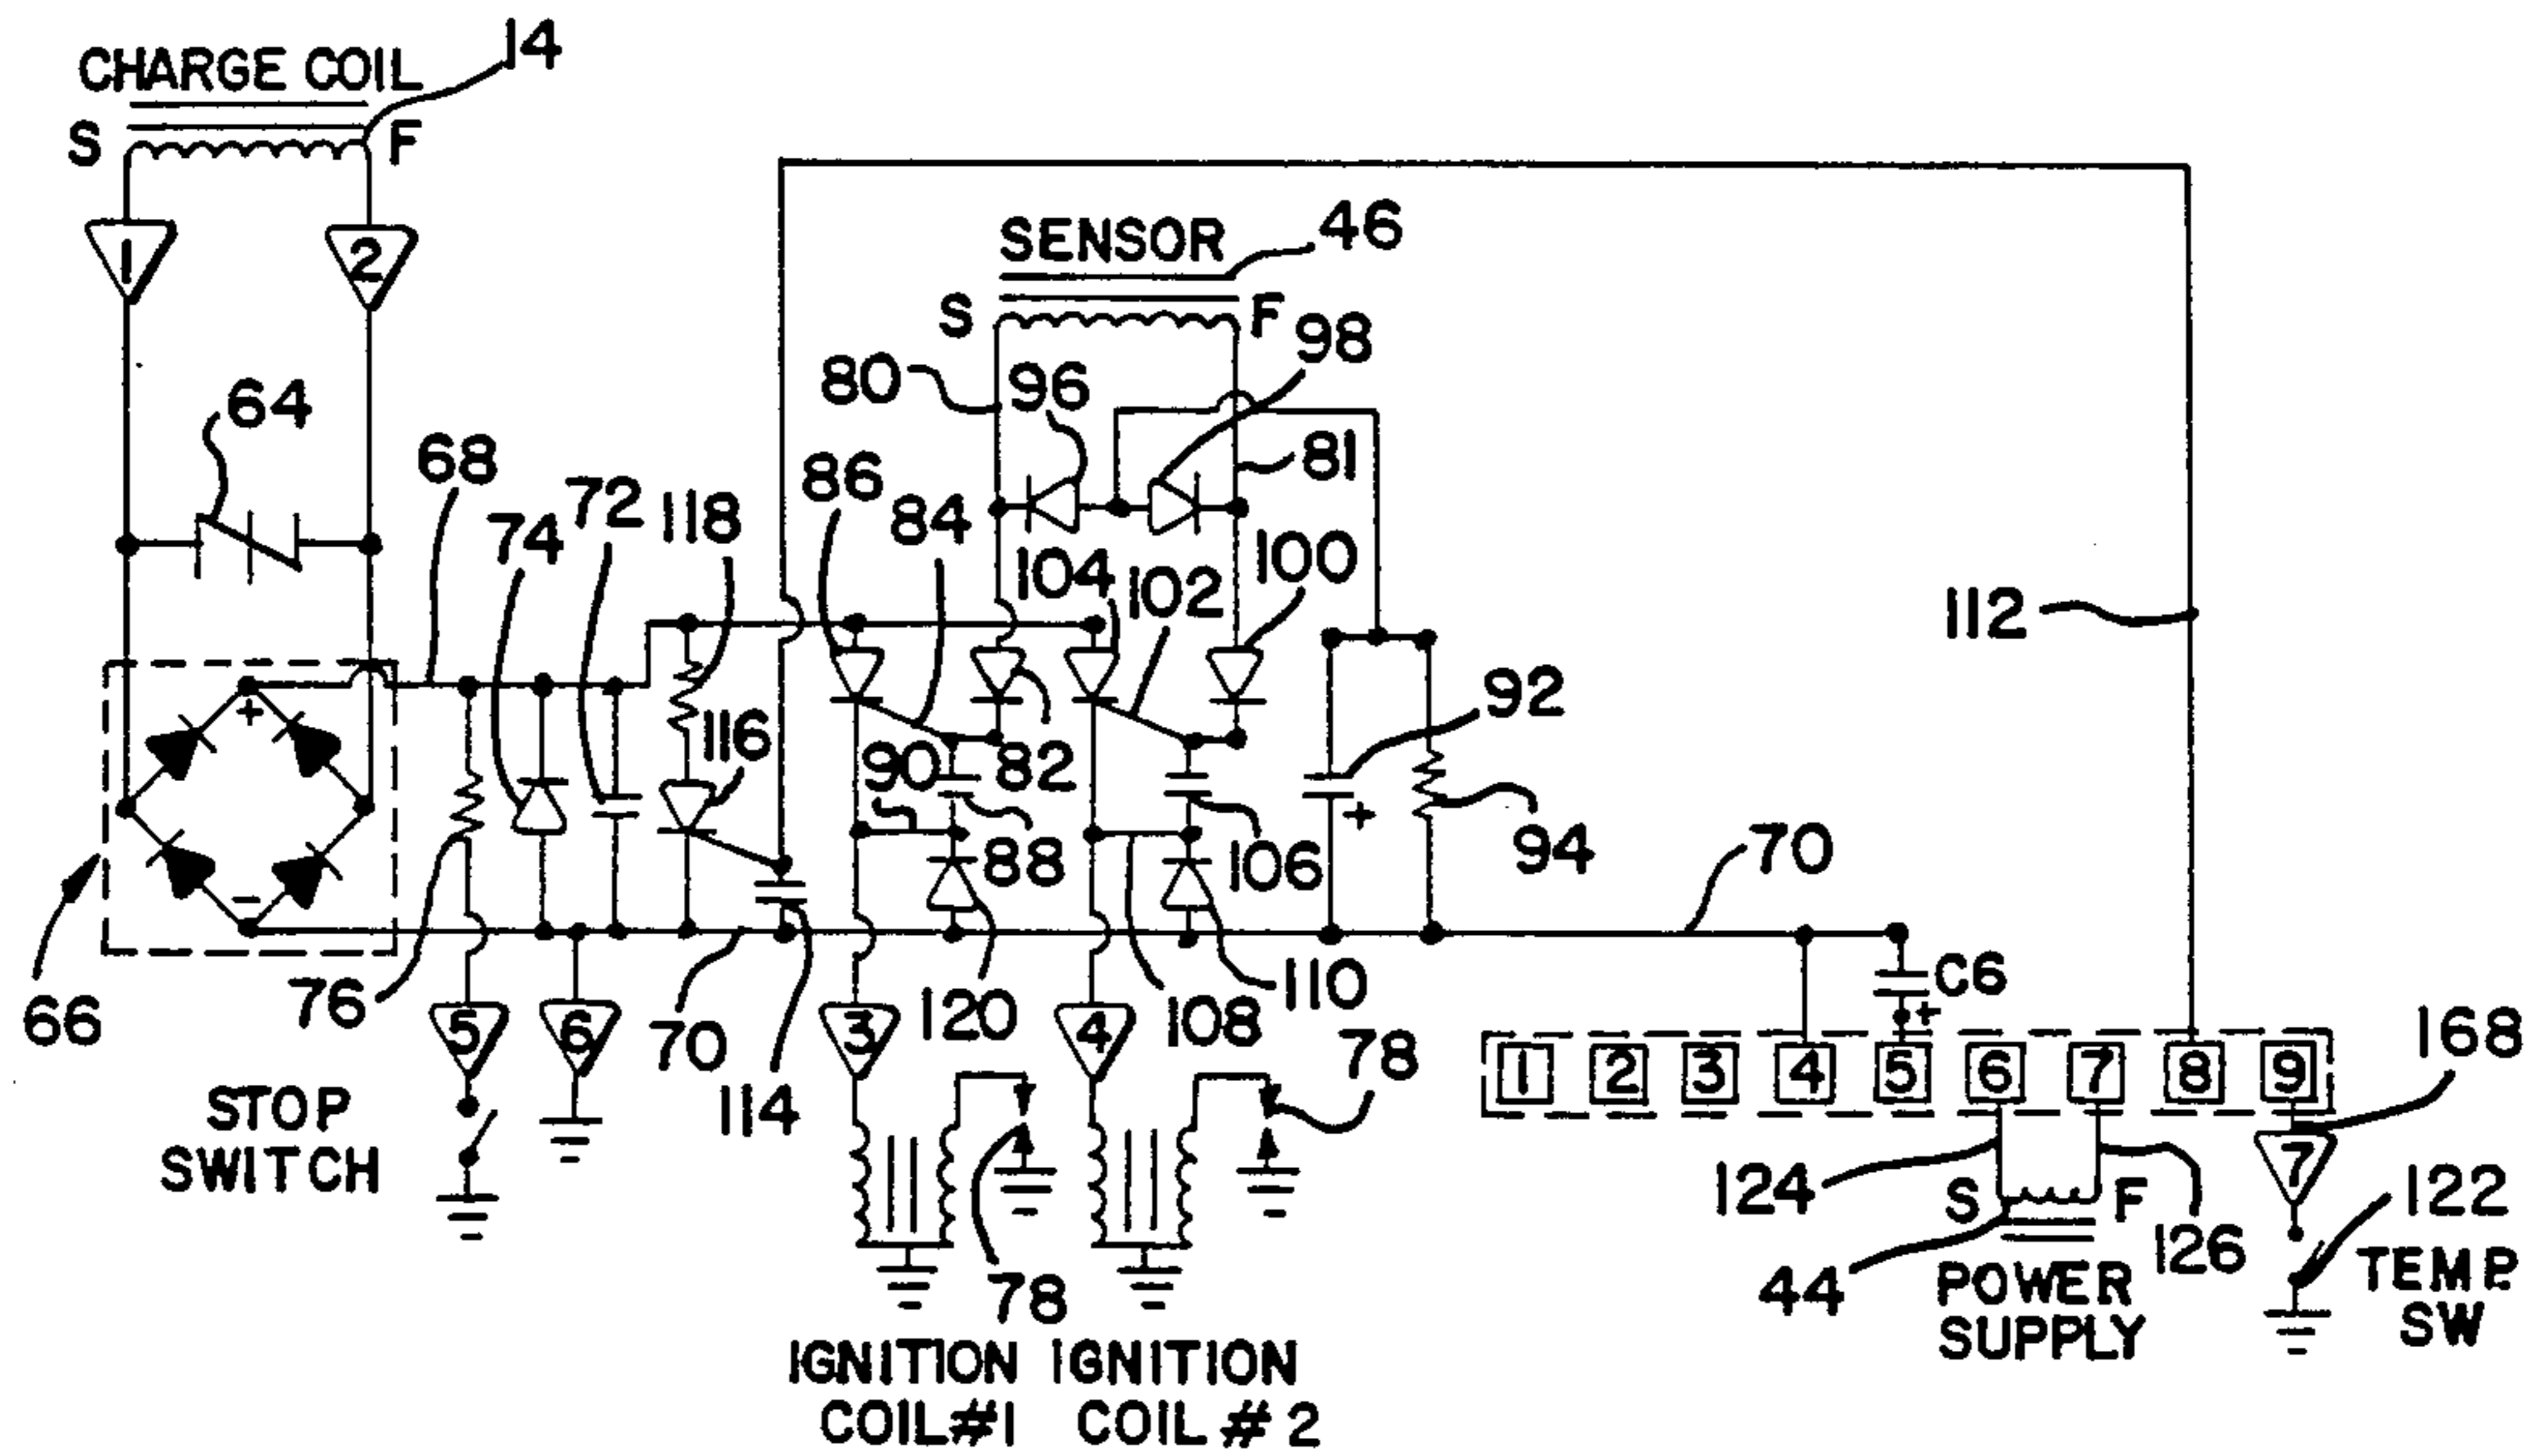 14
CHARGE COIL
S F
1 2
SENSOR 46
S F
98
80 96
64
68
86
81
72 118 84
74
104 102 100
112
92
116
+
90 82
88
106
+
94
70
-
76
66
5 6
70
114
3
120
4
108
110
78
C6
+
1 2 3 4 5 6 7 8 9
168
7
STOP
SWITCH
124
S F
126
122
44
POWER
SUPPLY
TEMP.
SW
78
IGNITION IGNITION
COIL#1 COIL #2